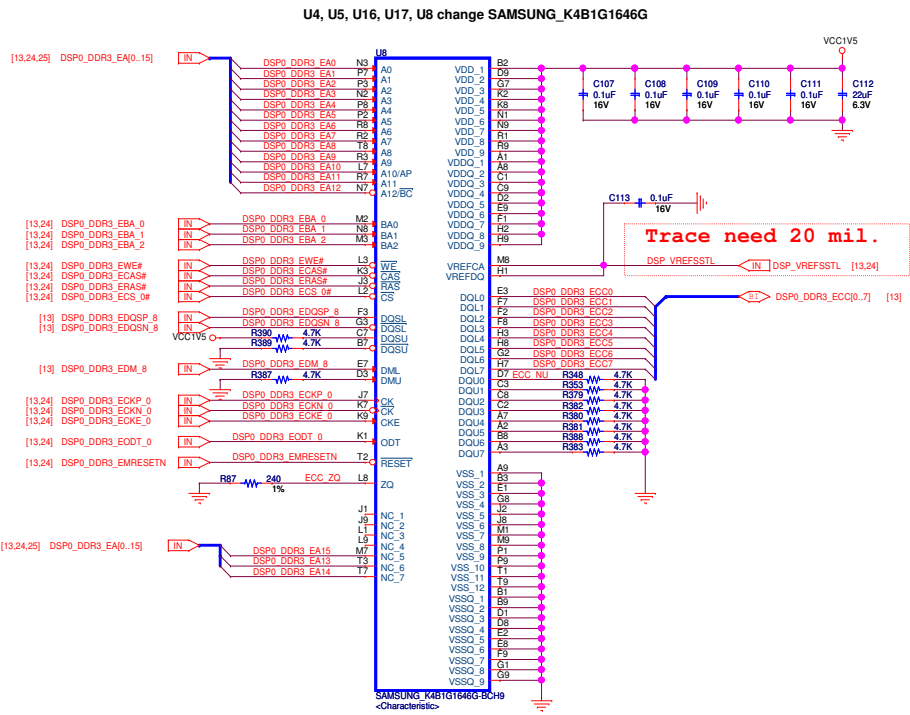 U4, U5, U16, U17, U8 change SAMSUNG_K4B1G1646G
VCC1V5
U8
[13,24,25] DSP0_DDR3_EA[0..15] IN
DSP0_DDR3_EA0 N3 A0
DSP0_DDR3_EA1 P7 A1
DSP0_DDR3_EA2 P3 A2
DSP0_DDR3_EA3 N2 A3
DSP0_DDR3_EA4 P8 A4
DSP0_DDR3_EA5 P2 A5
DSP0_DDR3_EA6 R8 A6
DSP0_DDR3_EA7 R2 A7
DSP0_DDR3_EA8 T8 A8
DSP0_DDR3_EA9 R3 A9
DSP0_DDR3_EA10 L7 A10/AP
DSP0_DDR3_EA11 R7 A11
DSP0_DDR3_EA12 N7 A12/BC
[13,24] DSP0_DDR3_EBA_0 IN DSP0_DDR3_EBA_0 M2 BA0
[13,24] DSP0_DDR3_EBA_1 IN DSP0_DDR3_EBA_1 N8 BA1
[13,24] DSP0_DDR3_EBA_2 IN DSP0_DDR3_EBA_2 M3 BA2
[13,24] DSP0_DDR3_EWE# IN DSP0_DDR3_EWE# L3 WE
[13,24] DSP0_DDR3_ECAS# IN DSP0_DDR3_ECAS# K3 CAS
[13,24] DSP0_DDR3_ERAS# IN DSP0_DDR3_ERAS# J3 RAS
[13,24] DSP0_DDR3_ECS_0# IN DSP0_DDR3_ECS_0# L2 CS
[13] DSP0_DDR3_EDQSP_8 IN DSP0_DDR3_EDQSP_8 F3 DQSL
[13] DSP0_DDR3_EDQSN_8 IN DSP0_DDR3_EDQSN_8 G3 DQSL
VCC1V5 R390 4.7K C7 DQSU
R389 4.7K B7 DQSU
[13] DSP0_DDR3_EDM_8 IN DSP0_DDR3_EDM_8 E7 DML
R387 4.7K D3 DMU
[13,24] DSP0_DDR3_ECKP_0 IN DSP0_DDR3_ECKP_0 J7 CK
[13,24] DSP0_DDR3_ECKN_0 IN DSP0_DDR3_ECKN_0 K7 CK
[13,24] DSP0_DDR3_ECKE_0 IN DSP0_DDR3_ECKE_0 K9 CKE
[13,24] DSP0_DDR3_EODT_0 IN DSP0_DDR3_EODT_0 K1 ODT
[13,24] DSP0_DDR3_EMRESETN IN DSP0_DDR3_EMRESETN T2 RESET
R87 240 ECC_ZQ L8 ZQ
1%
J1 NC_1
J9 NC_2
L1 NC_3
L9 NC_4
[13,24,25] DSP0_DDR3_EA[0..15] IN
DSP0_DDR3_EA15 M7 NC_5
DSP0_DDR3_EA13 T3 NC_6
DSP0_DDR3_EA14 T7 NC_7
VDD_1 B2
VDD_2 D9
VDD_3 G7
VDD_4 K2
VDD_5 K8
VDD_6 N1
VDD_7 N9
VDD_8 R1
VDD_9 R9
VDDQ_1 A1
VDDQ_2 A8
VDDQ_3 C1
VDDQ_4 C9
VDDQ_5 D2
VDDQ_6 E9
VDDQ_7 F1
VDDQ_8 H2
VDDQ_9 H9
C107 C108 C109 C110 C111 C112
0.1uF 0.1uF 0.1uF 0.1uF 0.1uF 22uF
16V 16V 16V 16V 16V 6.3V
C113 0.1uF
16V
Trace need 20 mil.
VREFCA M8 DSP_VREFSSTL IN DSP_VREFSSTL [13,24]
VREFDQ H1
DQL0 E3 DSP0_DDR3_ECC0 BI DSP0_DDR3_ECC[0..7] [13]
DQL1 F7 DSP0_DDR3_ECC1
DQL2 F2 DSP0_DDR3_ECC2
DQL3 F8 DSP0_DDR3_ECC3
DQL4 H3 DSP0_DDR3_ECC4
DQL5 H8 DSP0_DDR3_ECC5
DQL6 G2 DSP0_DDR3_ECC6
DQL7 H7 DSP0_DDR3_ECC7
DQU0 D7 ECC_NU R348 4.7K
DQU1 C3 R353 4.7K
DQU2 C8 R379 4.7K
DQU3 C2 R382 4.7K
DQU4 A7 R380 4.7K
DQU5 A2 R381 4.7K
DQU6 B8 R388 4.7K
DQU7 A3 R383 4.7K
VSS_1 A9
VSS_2 B3
VSS_3 E1
VSS_4 G8
VSS_5 J2
VSS_6 J8
VSS_7 M1
VSS_8 M9
VSS_9 P1
VSS_10 P9
VSS_11 T1
VSS_12 T9
VSSQ_1 B1
VSSQ_2 B9
VSSQ_3 D1
VSSQ_4 D8
VSSQ_5 E2
VSSQ_6 E8
VSSQ_7 F9
VSSQ_8 G1
VSSQ_9 G9
SAMSUNG_K4B1G1646G-BCH9
<Characteristic>